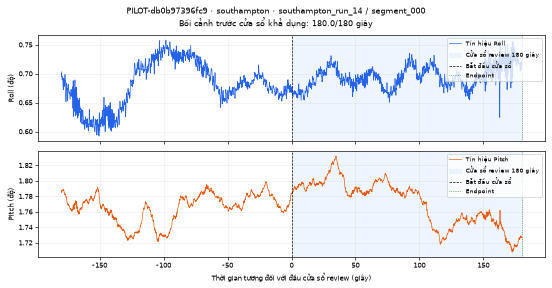 PILOT-db0b97396fc9 · southampton · southampton_run_14 / segment_000
Bối cảnh trước cửa sổ khả dụng: 180.0/180 giây
Roll (độ)
0.75
0.70
0.65
0.60
Tín hiệu Roll
Cửa sổ review 180 giây
Bắt đầu cửa sổ
Endpoint
Pitch (độ)
1.82
1.80
1.78
1.76
1.74
1.72
Tín hiệu Pitch
Cửa sổ review 180 giây
Bắt đầu cửa sổ
Endpoint
-150
-100
-50
0
50
100
150
Thời gian tương đối với đầu cửa sổ review (giây)